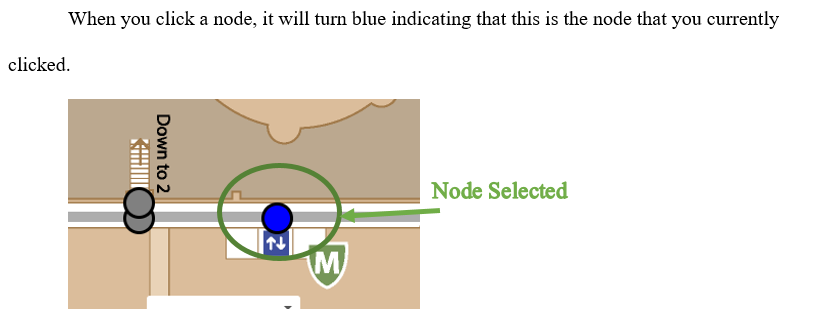 When you click a node, it will turn blue indicating that this is the node that you currently
clicked.
Down to 2
Node Selected
M